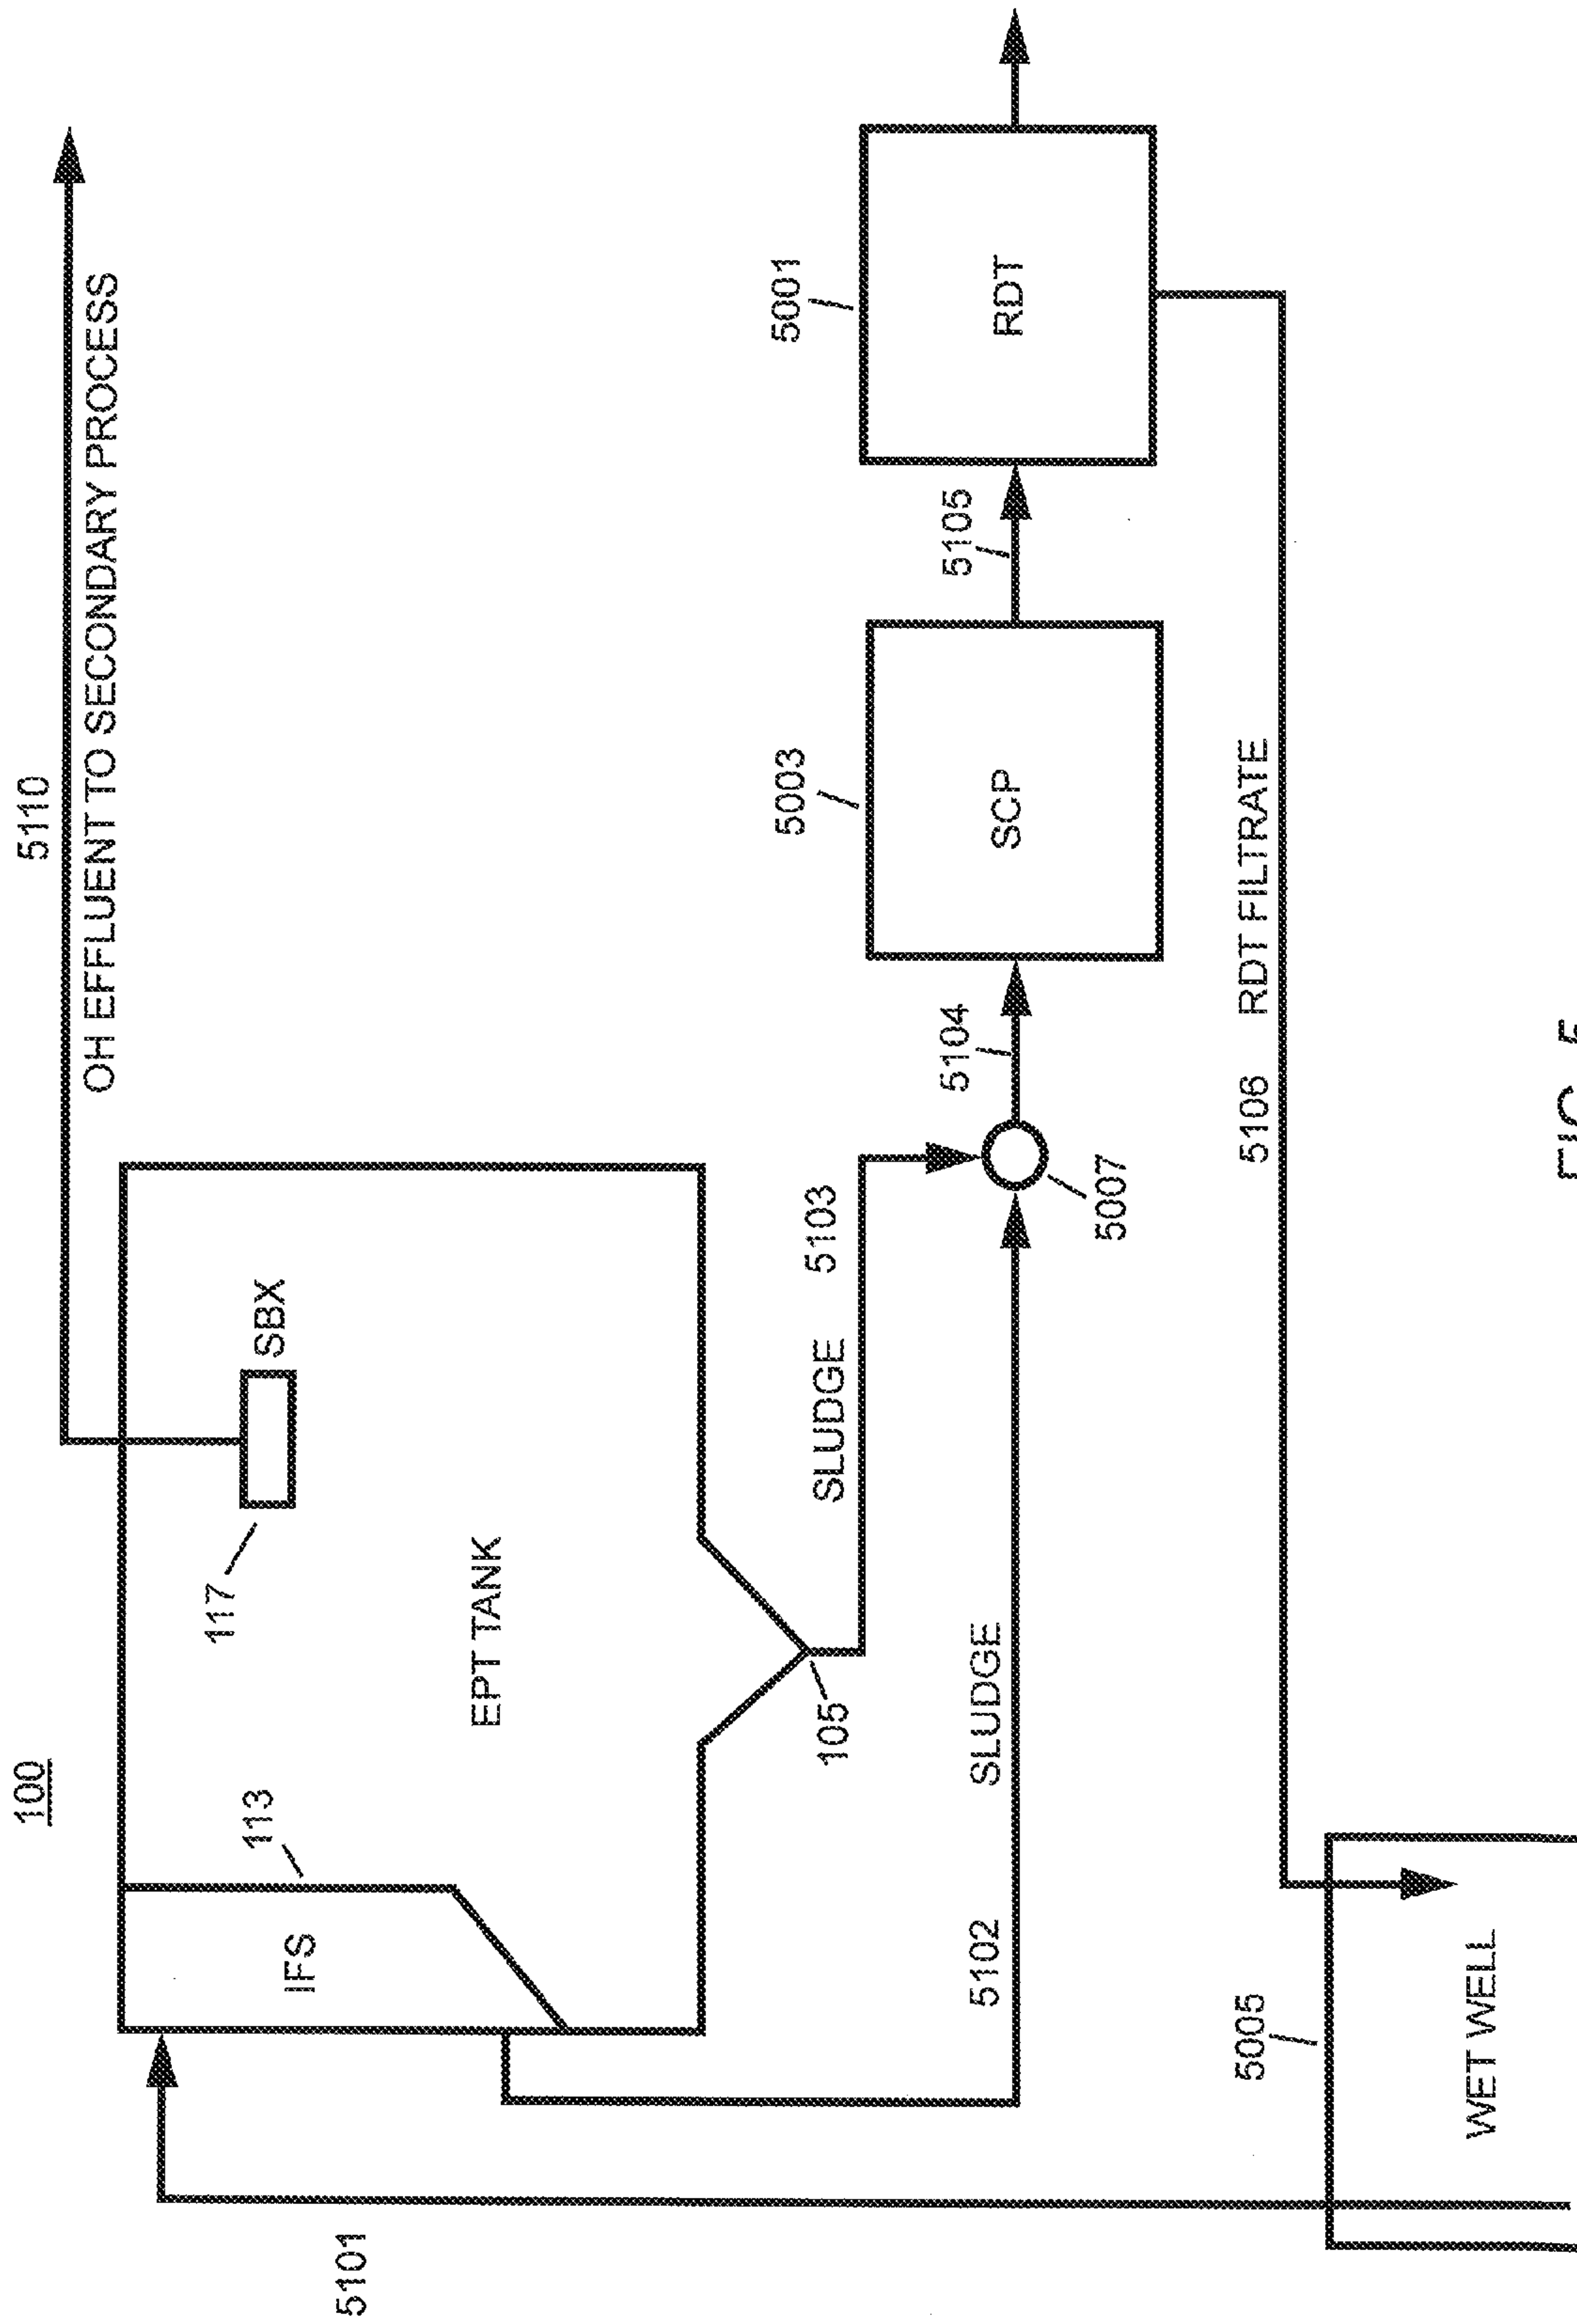 100
5110
OH EFFLUENT TO SECONDARY PROCESS
113
117
SBX
IFS
5101
EPT TANK
5003
5001
SLUDGE 5103
105
5104
5105
5102 SLUDGE
SCP
RDT
5007
5005
5106 RDT FILTRATE
WET WELL